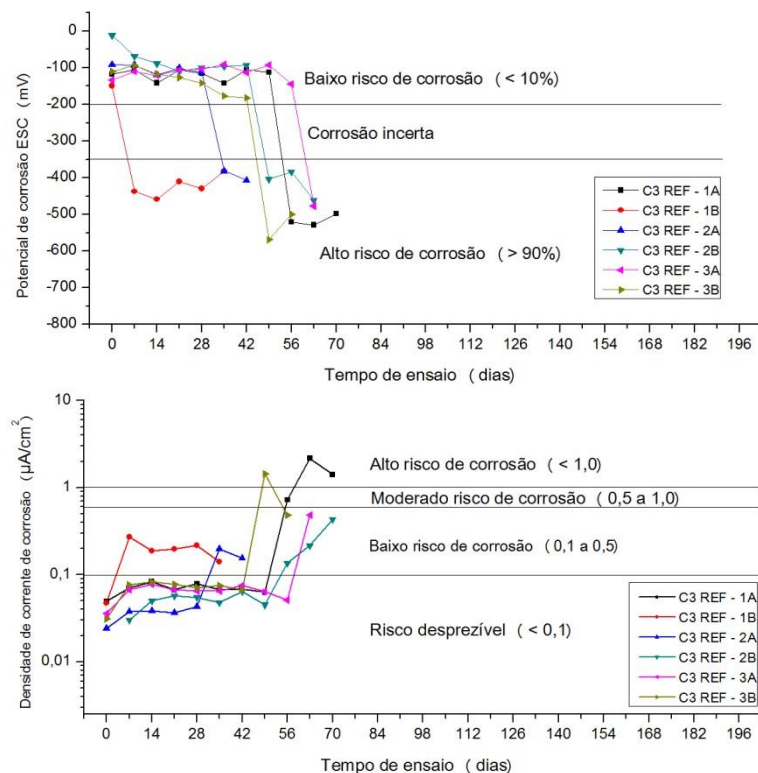 Potencial de corrosão ESC (mV)
0
-100
-200
-300
-400
-500
-600
-700
-800
Baixo risco de corrosão (< 10%)
Corrosão incerta
Alto risco de corrosão (> 90%)
C3 REF - 1A
C3 REF - 1B
C3 REF - 2A
C3 REF - 2B
C3 REF - 3A
C3 REF - 3B
0 14 28 42 56 70 84 98 112 126 140 154 168 182 196
Tempo de ensaio (dias)
Densidade de corrente de corrosão (µA/cm²)
10
1
0,1
0,01
Alto risco de corrosão (< 1,0)
Moderado risco de corrosão (0,5 a 1,0)
Baixo risco de corrosão (0,1 a 0,5)
Risco desprezível (< 0,1)
C3 REF - 1A
C3 REF - 1B
C3 REF - 2A
C3 REF - 2B
C3 REF - 3A
C3 REF - 3B
0 14 28 42 56 70 84 98 112 126 140 154 168 182 196
Tempo de ensaio (dias)